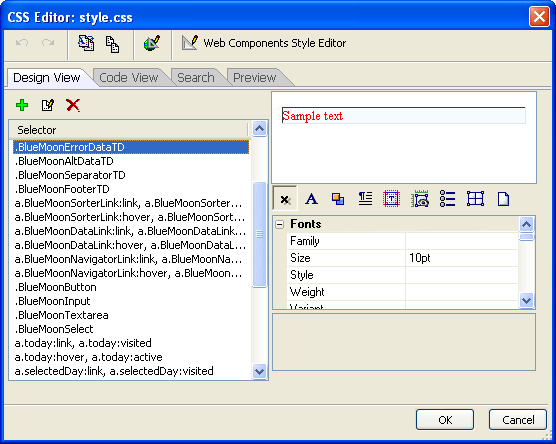 CSS Editor: style.css
Web Components Style Editor
Design View Code View Search Preview
Selector
.BlueMoonErrorDataTD
.BlueMoonAltDataTD
.BlueMoonSeparatorTD
.BlueMoonFooterTD
a.BlueMoonSorterLink:link, a.BlueMoonSorter...
a.BlueMoonSorterLink:hover, a.BlueMoonSort...
a.BlueMoonDataLink:link, a.BlueMoonDataLi...
a.BlueMoonDataLink:hover, a.BlueMoonDataL...
a.BlueMoonNavigatorLink:link, a.BlueMoonNa...
a.BlueMoonNavigatorLink:hover, a.BlueMoon...
.BlueMoonButton
.BlueMoonInput
.BlueMoonTextarea
.BlueMoonSelect
a.today:link, a.today:visited
a.today:hover, a.today:active
a.selectedDay:link, a.selectedDay:visited
Sample text
Fonts
Family
Size 10pt
Style
Weight
Variant
OK Cancel